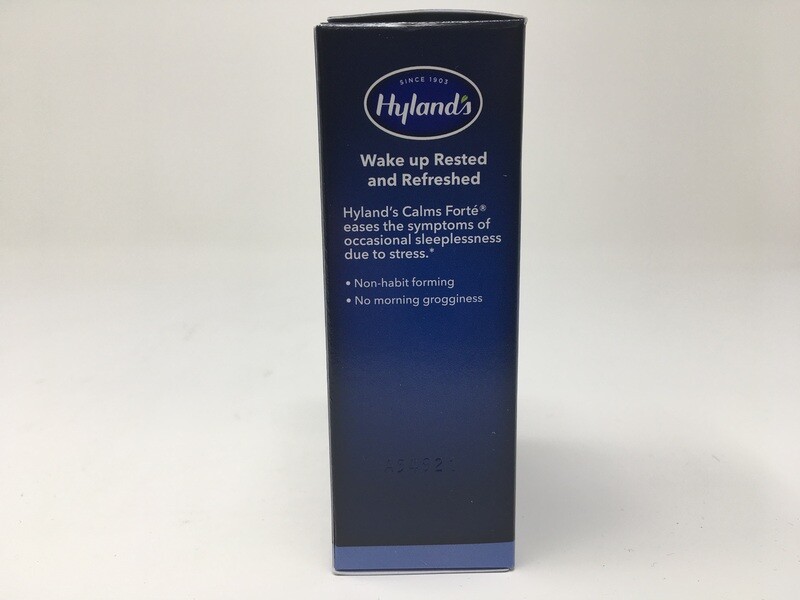 SINCE 1903
Hyland's
Wake up Rested
and Refreshed
Hyland's Calms Forté®
eases the symptoms of
occasional sleeplessness
due to stress.*
• Non-habit forming
• No morning grogginess